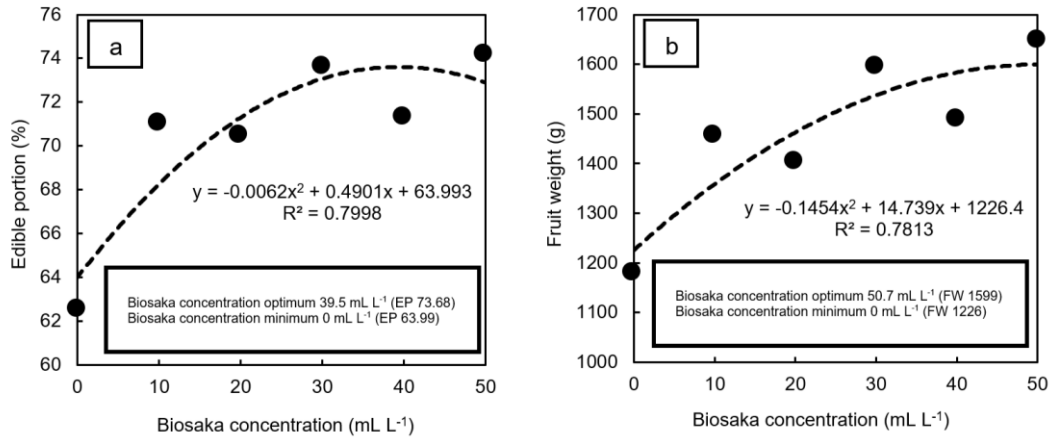 a
Edible portion (%)
76
74
72
70
68
66
64
62
60
y = -0.0062x² + 0.4901x + 63.993
R² = 0.7998
Biosaka concentration optimum 39.5 mL L⁻¹ (EP 73.68)
Biosaka concentration minimum 0 mL L⁻¹ (EP 63.99)
0 10 20 30 40 50
Biosaka concentration (mL L⁻¹)
b
Fruit weight (g)
1700
1600
1500
1400
1300
1200
1100
1000
y = -0.1454x² + 14.739x + 1226.4
R² = 0.7813
Biosaka concentration optimum 50.7 mL L⁻¹ (FW 1599)
Biosaka concentration minimum 0 mL L⁻¹ (FW 1226)
0 10 20 30 40 50
Biosaka concentration (mL L⁻¹)